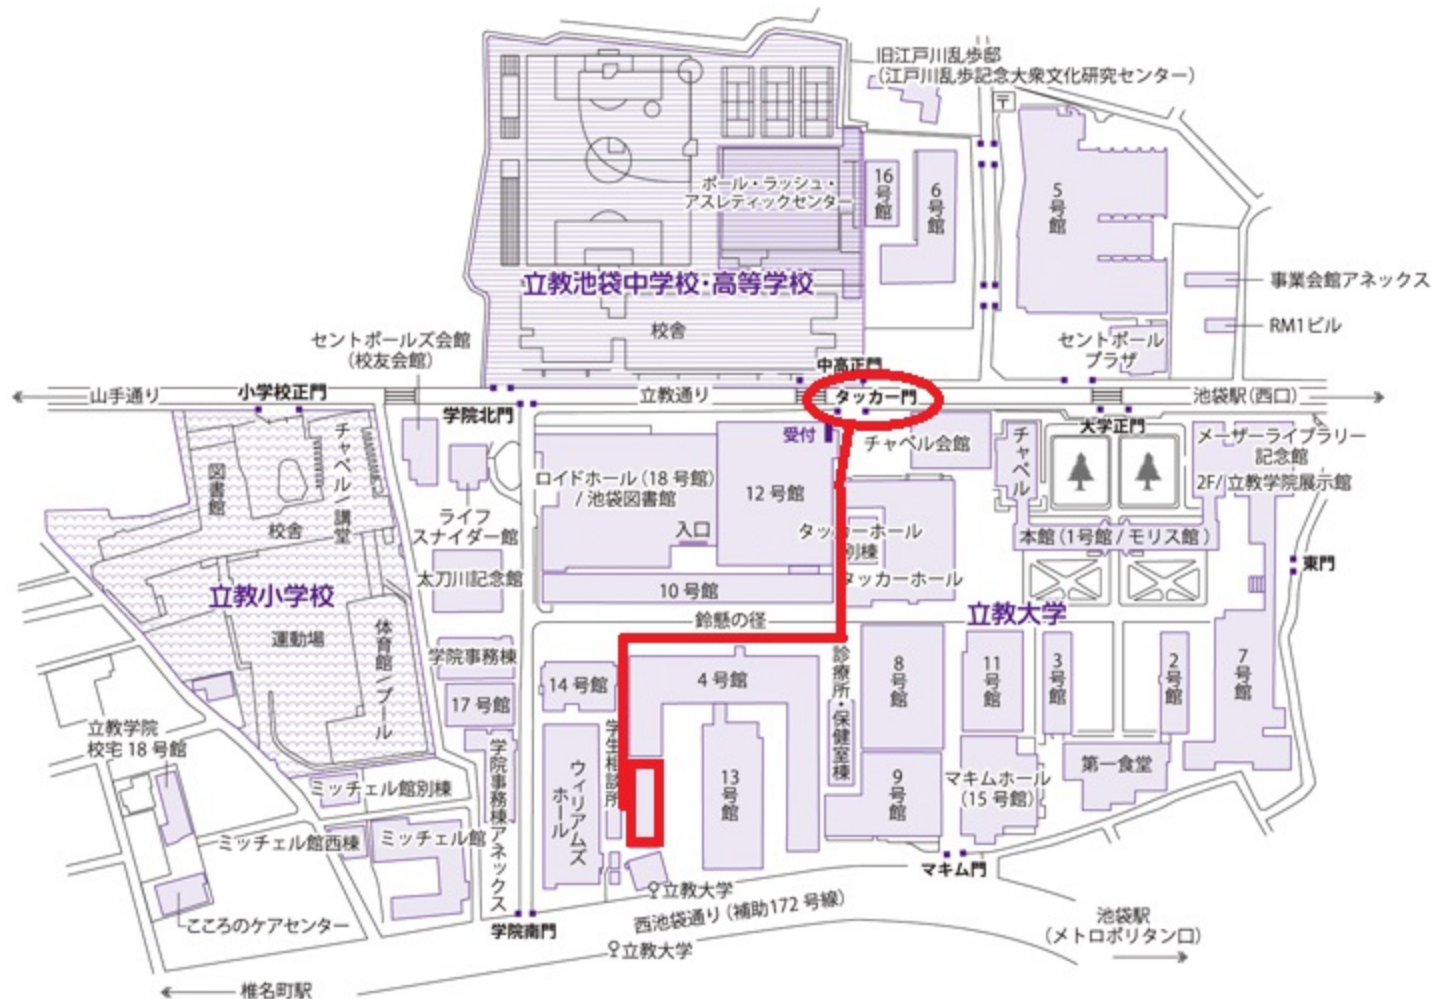 旧江戸川乱歩邸
（江戸川乱歩記念大衆文化研究センター）
〒
ポール・ラッシュ・
アスレティックセンター
16号館
6号館
5号館
立教池袋中学校・高等学校
校舎
事業会館アネックス
RM1ビル
セントポール
プラザ
セントポールズ会館
（校友会館）
中高正門
小学校正門
山手通り
立教通り
タッカー門
池袋駅（西口）
学院北門
大学正門
受付
チャペル会館
チャペル
メーザーライブラリー
記念館
2F/ 立教学院展示館
図書館
チャペル/講堂
校舎
ライフ
スナイダー館
ロイドホール（18 号館）
/ 池袋図書館
12 号館
入口
タッカーホール
別棟
タッカーホール
本館（1号館 / モリス館）
東門
太刀川記念館
10 号館
立教小学校
鈴懸の径
立教大学
運動場
体育館/プール
学院事務棟
14 号館
4 号館
診療所・保健室棟
8号館
11号館
3号館
2号館
7号館
17 号館
立教学院
校宅 18 号館
学院事務棟アネックス
ウィリアムズ
ホール
学生相談所
13号館
9号館
マキムホール
（15 号館）
第一食堂
ミッチェル館別棟
ミッチェル館西棟
ミッチェル館
マキム門
立教大学
西池袋通り（補助172 号線）
こころのケアセンター
学院南門
立教大学
池袋駅
（メトロポリタン口）
椎名町駅